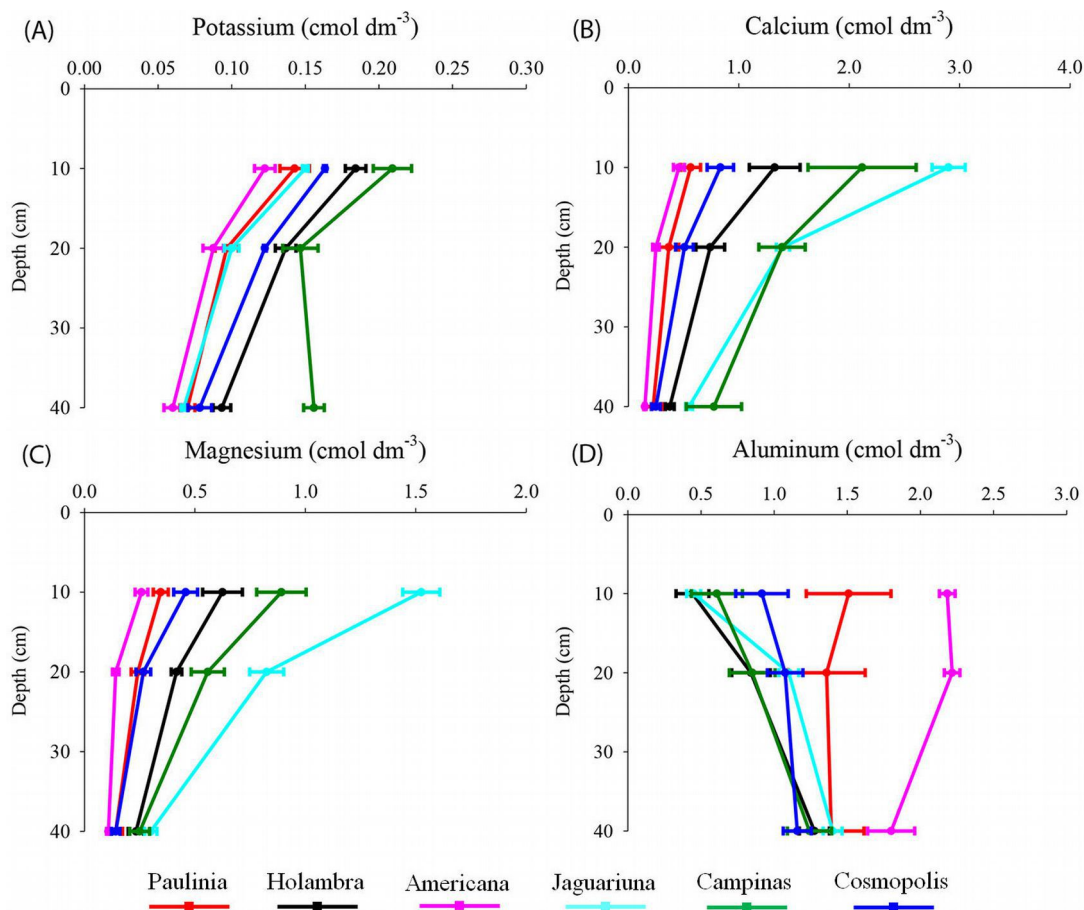 (A) Potassium (cmol dm-3)
0.00 0.05 0.10 0.15 0.20 0.25 0.30
0
10
20
30
40
Depth (cm)
(B) Calcium (cmol dm-3)
0.0 1.0 2.0 3.0 4.0
0
10
20
30
40
Depth (cm)
(C) Magnesium (cmol dm-3)
0.0 0.5 1.0 1.5 2.0
0
10
20
30
40
Depth (cm)
(D) Aluminum (cmol dm-3)
0.0 0.5 1.0 1.5 2.0 2.5 3.0
0
10
20
30
40
Depth (cm)
Paulinia Holambra Americana Jaguariuna Campinas Cosmopolis